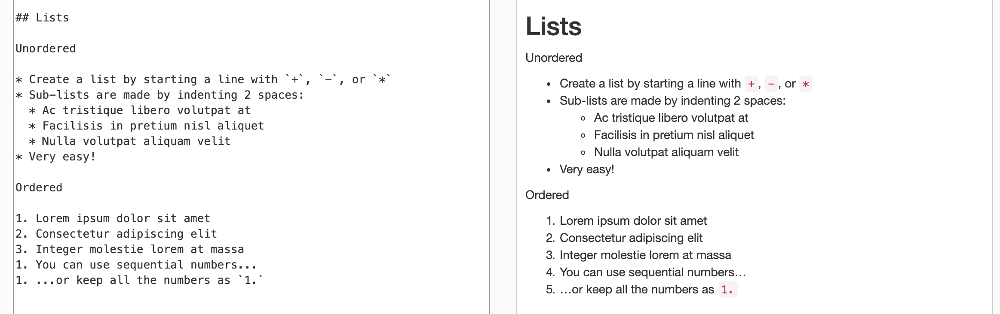 ## Lists
Unordered
* Create a list by starting a line with `+`, `-`, or `*`
* Sub-lists are made by indenting 2 spaces:
  * Ac tristique libero volutpat at
  * Facilisis in pretium nisl aliquet
  * Nulla volutpat aliquam velit
* Very easy!
Ordered
1. Lorem ipsum dolor sit amet
2. Consectetur adipiscing elit
3. Integer molestie lorem at massa
1. You can use sequential numbers...
1. ...or keep all the numbers as `1.`
Lists
Unordered
• Create a list by starting a line with +, -, or *
• Sub-lists are made by indenting 2 spaces:
◦ Ac tristique libero volutpat at
◦ Facilisis in pretium nisl aliquet
◦ Nulla volutpat aliquam velit
• Very easy!
Ordered
1. Lorem ipsum dolor sit amet
2. Consectetur adipiscing elit
3. Integer molestie lorem at massa
4. You can use sequential numbers…
5. …or keep all the numbers as 1.